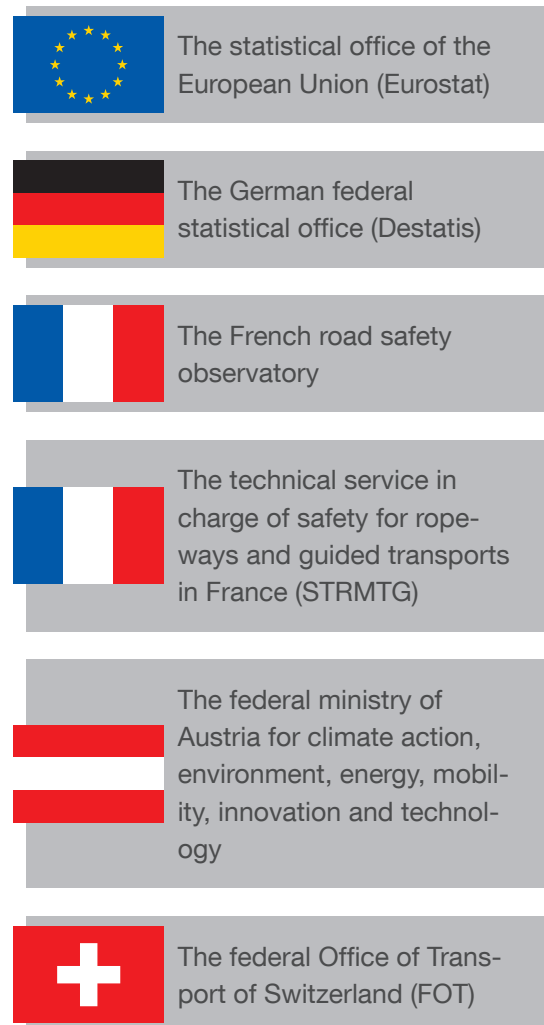 The statistical office of the
European Union (Eurostat)
The German federal
statistical office (Destatis)
The French road safety
observatory
The technical service in
charge of safety for rope-
ways and guided transports
in France (STRMTG)
The federal ministry of
Austria for climate action,
environment, energy, mobil-
ity, innovation and technol-
ogy
The federal Office of Trans-
port of Switzerland (FOT)